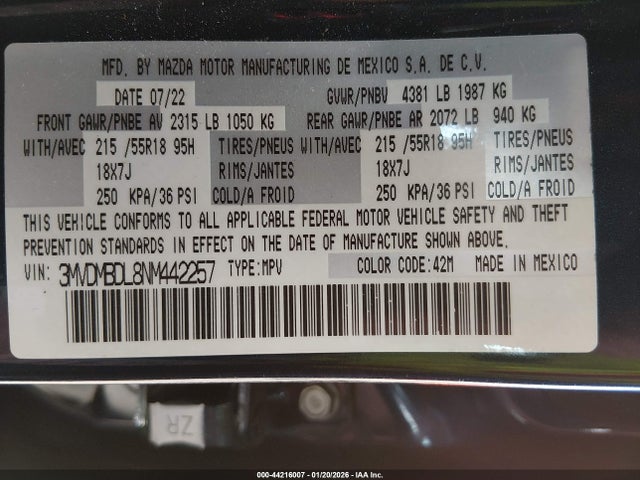 MFD. BY MAZDA MOTOR MANUFACTURING DE MEXICO S.A. DE C.V.
DATE 07/22 GVWR/PNBV 4381 LB 1987 KG
FRONT GAWR/PNBE AV 2315 LB 1050 KG REAR GAWR/PNBE AR 2072 LB 940 KG
WITH/AVEC 215 /55R18 95H TIRES/PNEUS WITH/AVEC 215 /55R18 95H TIRES/PNEUS
18X7J RIMS/JANTES 18X7J RIMS/JANTES
250 KPA/36 PSI COLD/A FROID 250 KPA/36 PSI COLD/A FROID
THIS VEHICLE CONFORMS TO ALL APPLICABLE FEDERAL MOTOR VEHICLE SAFETY AND THEFT
PREVENTION STANDARDS IN EFFECT ON THE DATE OF MANUFACTURE SHOWN ABOVE.
VIN: 3MVDMBDL8NM442257 TYPE:MPV COLOR CODE:42M MADE IN MEXICO
ZR
000-44216007 - 01/20/2026 - IAA Inc.